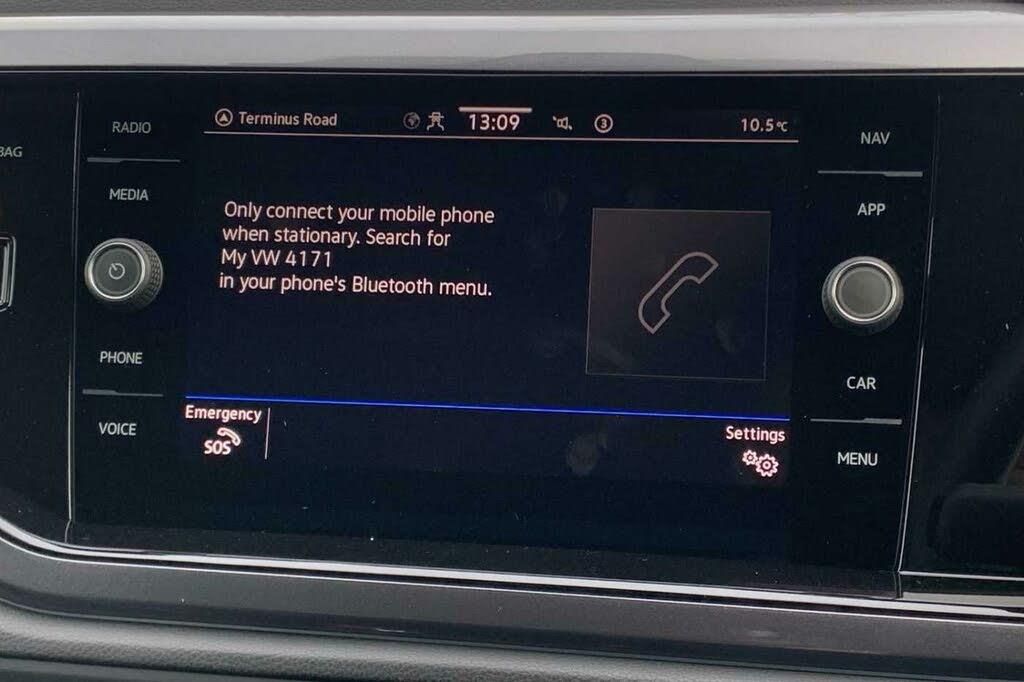 RADIO
Terminus Road
13:09
3
10.5°C
NAV
BAG
MEDIA
APP
Only connect your mobile phone
when stationary. Search for
My VW 4171
in your phone's Bluetooth menu.
PHONE
CAR
VOICE
Emergency
SOS
Settings
MENU